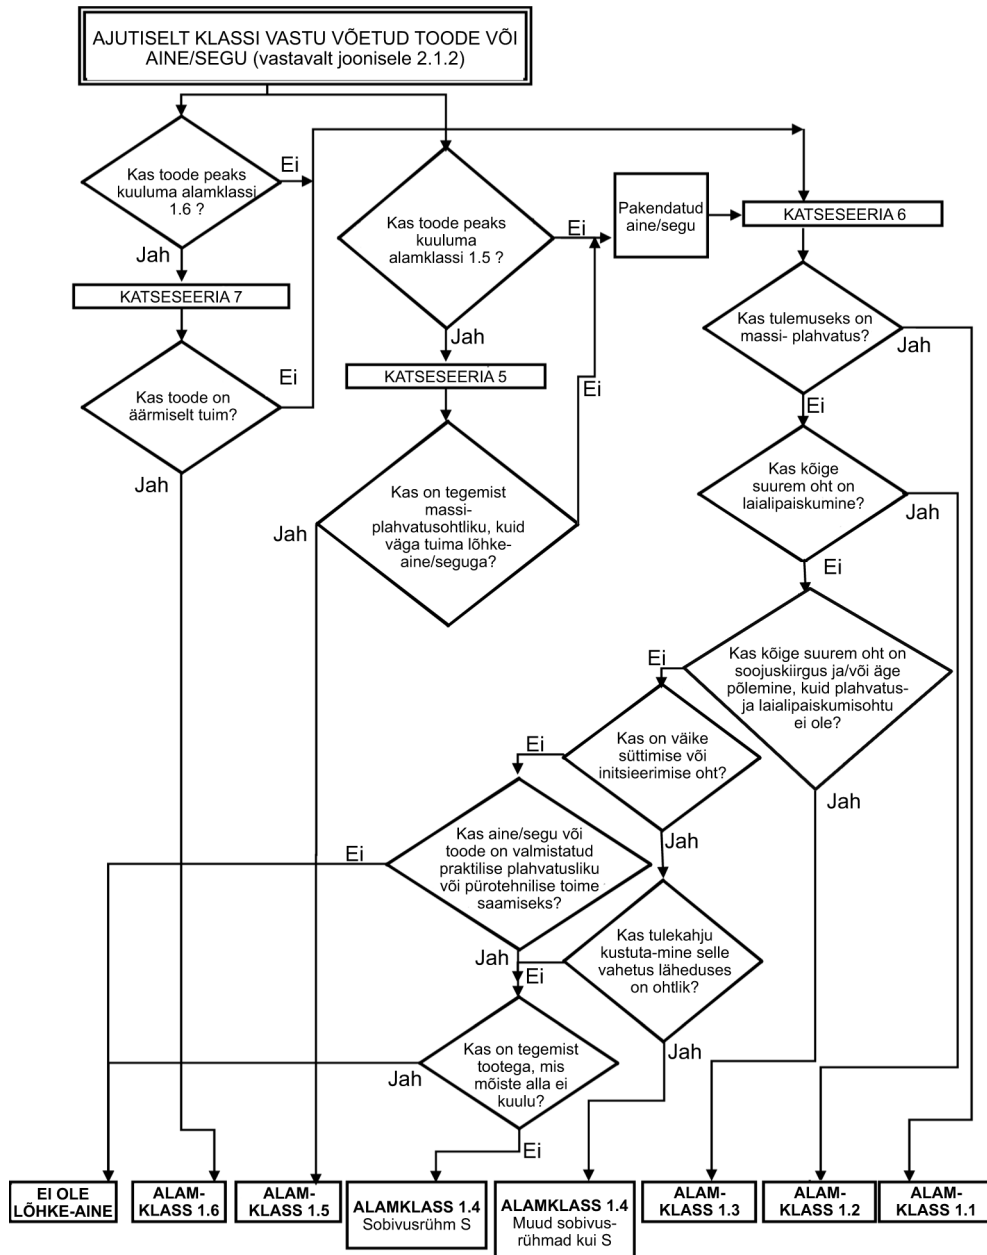 AJUTISELT KLASSI VASTU VÕETUD TOODE VÕI
AINE/SEGU (vastavalt joonisele 2.1.2)
Kas toode peaks
kuuluma alamklassi
1.6 ?
Ei
Jah
KATSESEERIA 7
Kas toode on
äärmiselt tuim?
Ei
Jah
Kas toode peaks
kuuluma
alamklassi 1.5 ?
Ei
Jah
KATSESEERIA 5
Kas on tegemist
massi-
plahvatusohtliku, kuid
väga tuima lõhke-
aine/seguga?
Ei
Jah
Pakendatud
aine/segu
KATSESEERIA 6
Kas tulemuseks on
massi- plahvatus?
Jah
Ei
Kas kõige
suurem oht on
laialipaiskumine?
Jah
Ei
Kas kõige suurem oht on
soojuskiirgus ja/või äge
põlemine, kuid plahvatus-
ja laialipaiskumisohtu
ei ole?
Ei
Jah
Kas on väike
süttimise või
initsieerimise oht?
Ei
Jah
Kas aine/segu või
toode on valmistatud
praktilise plahvatusliku
või pürotehnilise toime
saamiseks?
Ei
Jah
Kas tulekahju
kustuta-mine selle
vahetus läheduses
on ohtlik?
Ei
Jah
Kas on tegemist
tootega, mis
mõiste alla ei
kuulu?
Jah
Ei
EI OLE
LÕHKE-AINE
ALAM-
KLASS 1.6
ALAM-
KLASS 1.5
ALAMKLASS 1.4
Sobivusrühm S
ALAMKLASS 1.4
Muud sobivus-
rühmad kui S
ALAM-
KLASS 1.3
ALAM-
KLASS 1.2
ALAM-
KLASS 1.1